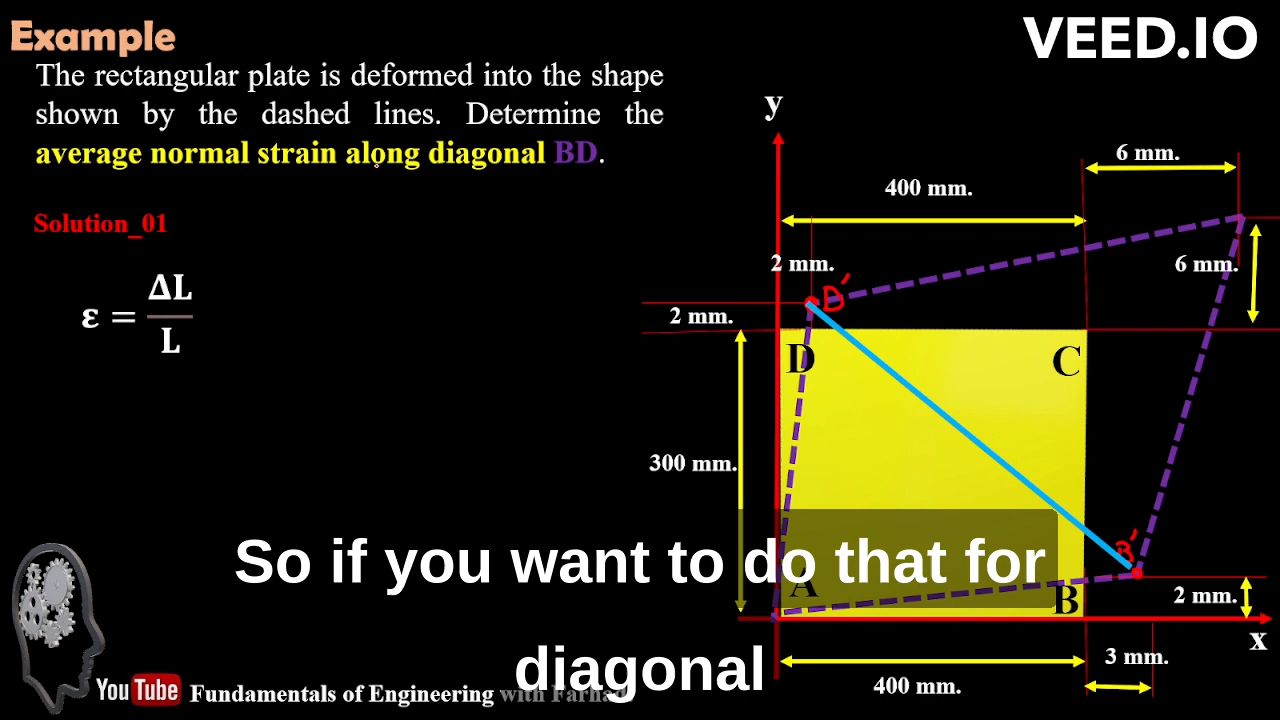 Example
VEED.IO
The rectangular plate is deformed into the shape
shown by the dashed lines. Determine the
average normal strain along diagonal BD.
Solution_01
ε = ΔL
L
y
6 mm.
400 mm.
2 mm.
6 mm.
D′
2 mm.
D
C
300 mm.
B′
A
B
2 mm.
x
3 mm.
400 mm.
So if you want to do that for
diagonal
YouTube Fundamentals of Engineering with Farhad